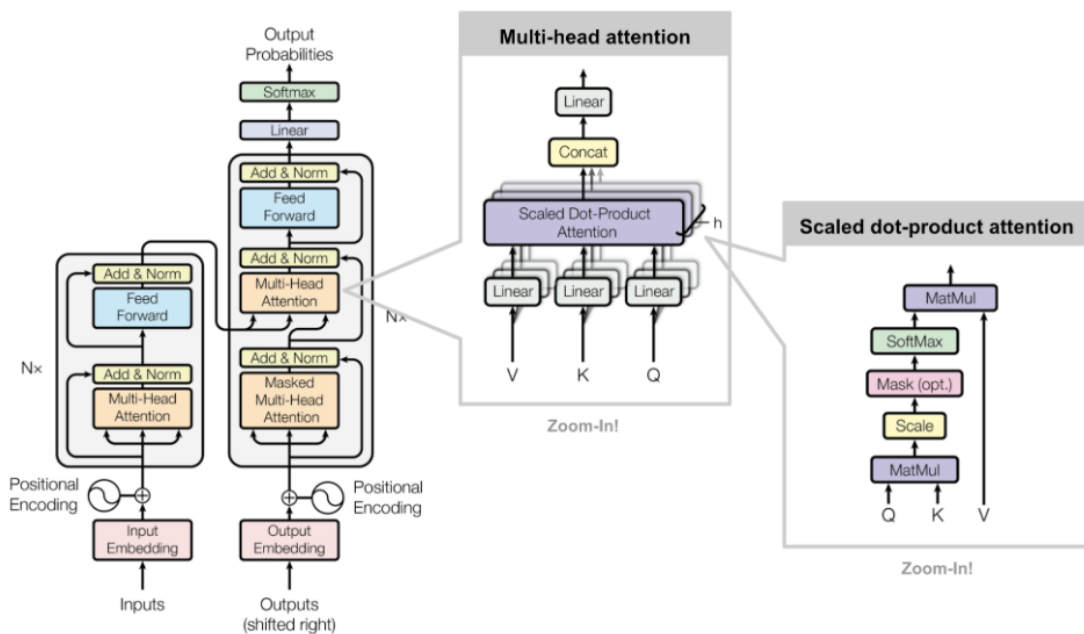 Output
Probabilities
Softmax
Linear
Add & Norm
Feed
Forward
Add & Norm
Multi-Head
Attention
Nx
Add & Norm
Masked
Multi-Head
Attention
Add & Norm
Feed
Forward
Nx
Add & Norm
Multi-Head
Attention
Positional
Encoding
Positional
Encoding
Input
Embedding
Output
Embedding
Inputs
Outputs
(shifted right)
Multi-head attention
Linear
Concat
Scaled Dot-Product
Attention
h
Linear
Linear
Linear
V
K
Q
Zoom-In!
Scaled dot-product attention
MatMul
SoftMax
Mask (opt.)
Scale
MatMul
Q
K
V
Zoom-In!